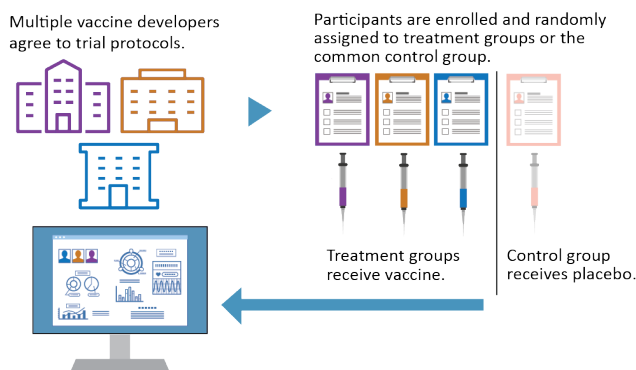 Multiple vaccine developers
agree to trial protocols.
Participants are enrolled and randomly
assigned to treatment groups or the
common control group.
Treatment groups
receive vaccine.
Control group
receives placebo.